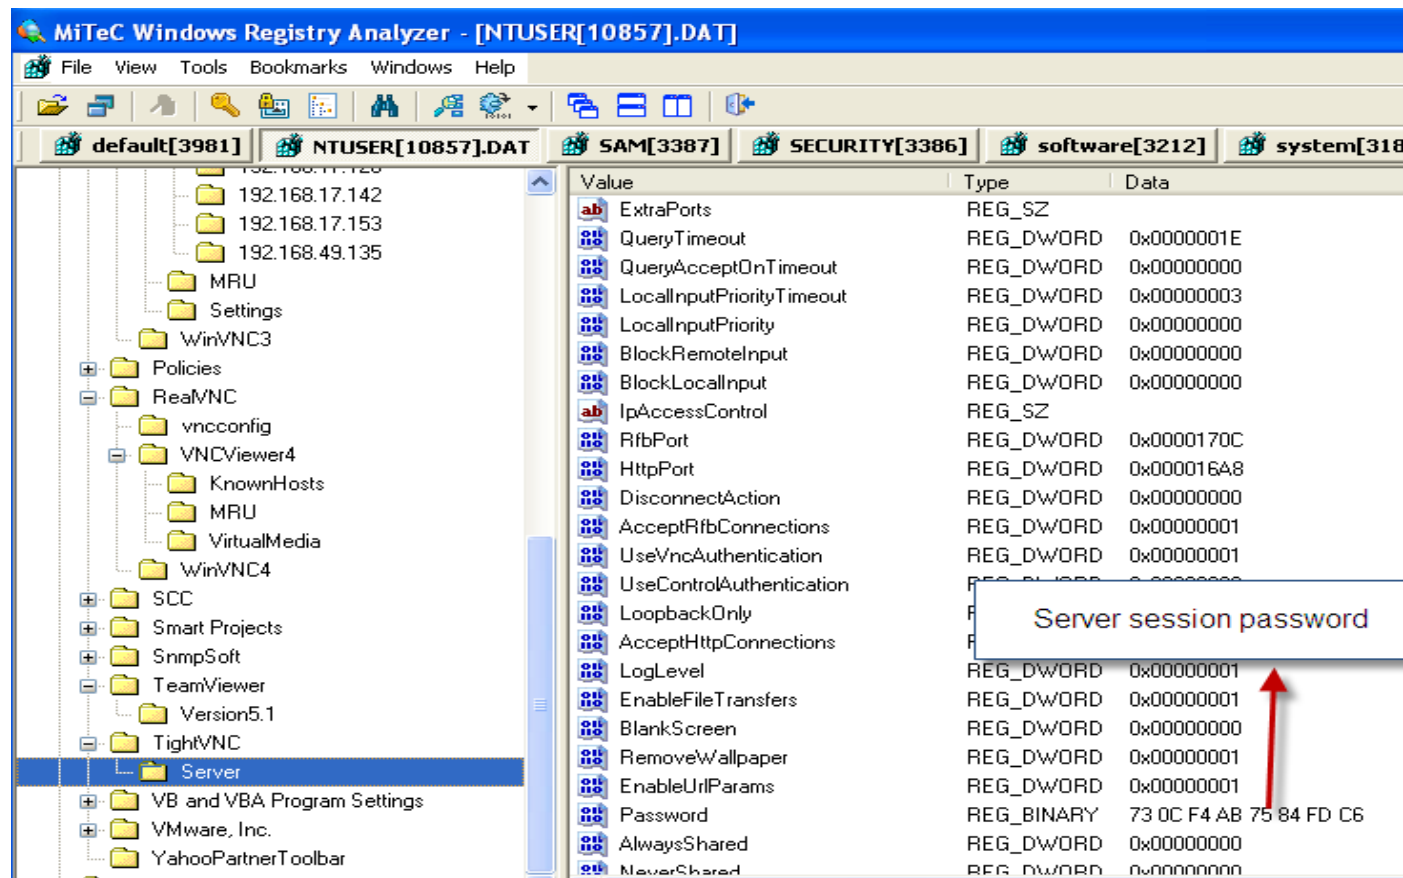 MiTeC Windows Registry Analyzer - [NTUSER[10857].DAT]
File View Tools Bookmarks Windows Help
default[3981] NTUSER[10857].DAT SAM[3387] SECURITY[3386] software[3212] system[318
192.168.17.142
192.168.17.153
192.168.49.135
MRU
Settings
WinVNC3
Policies
RealVNC
vncconfig
VNCViewer4
KnownHosts
MRU
VirtualMedia
WinVNC4
SCC
Smart Projects
SnmpSoft
TeamViewer
Version5.1
TightVNC
Server
VB and VBA Program Settings
VMware, Inc.
YahooPartnerToolbar
Value Type Data
ExtraPorts REG_SZ
QueryTimeout REG_DWORD 0x0000001E
QueryAcceptOnTimeout REG_DWORD 0x00000000
LocalInputPriorityTimeout REG_DWORD 0x00000003
LocalInputPriority REG_DWORD 0x00000000
BlockRemoteInput REG_DWORD 0x00000000
BlockLocalInput REG_DWORD 0x00000000
IpAccessControl REG_SZ
RfbPort REG_DWORD 0x0000170C
HttpPort REG_DWORD 0x000016A8
DisconnectAction REG_DWORD 0x00000000
AcceptRfbConnections REG_DWORD 0x00000001
UseVncAuthentication REG_DWORD 0x00000001
UseControlAuthentication
LoopbackOnly
AcceptHttpConnections
Server session password
LogLevel REG_DWORD 0x00000001
EnableFileTransfers REG_DWORD 0x00000001
BlankScreen REG_DWORD 0x00000000
RemoveWallpaper REG_DWORD 0x00000001
EnableUrlParams REG_DWORD 0x00000001
Password REG_BINARY 73 0C F4 AB 75 84 FD C6
AlwaysShared REG_DWORD 0x00000000
NeverShared REG_DWORD 0x00000000